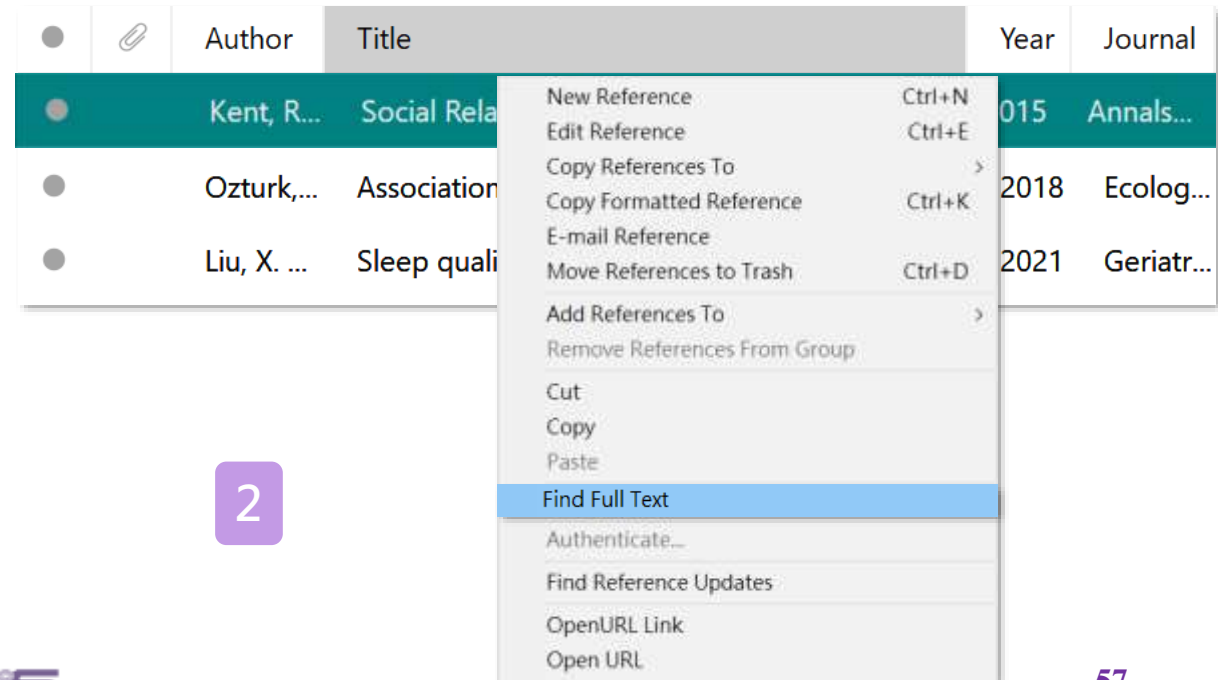 Author Title Year Journal
Kent, R... Social Rela 015 Annals...
Ozturk,... Association 2018 Ecolog...
Liu, X. ... Sleep quali 2021 Geriatr...
New Reference Ctrl+N
Edit Reference Ctrl+E
Copy References To >
Copy Formatted Reference Ctrl+K
E-mail Reference
Move References to Trash Ctrl+D
Add References To >
Remove References From Group
Cut
Copy
Paste
Find Full Text
Authenticate...
Find Reference Updates
OpenURL Link
Open URL
2
57